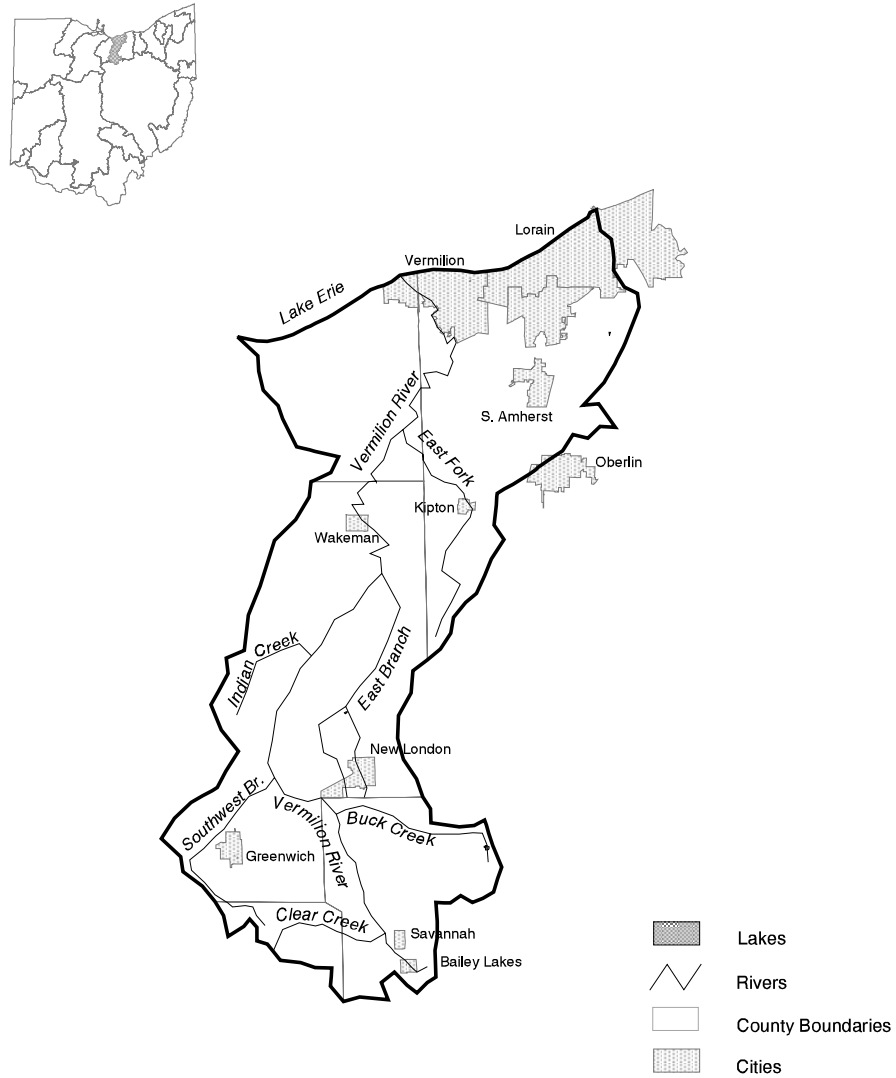 Lorain
Vermilion
Lake Erie
Vermilion River
S. Amherst
East Fork
Oberlin
Kipton
Wakeman
Indian Creek
East Branch
New London
Southwest Br.
Vermilion River
Buck Creek
Greenwich
Clear Creek
Savannah
Bailey Lakes
Lakes
Rivers
County Boundaries
Cities